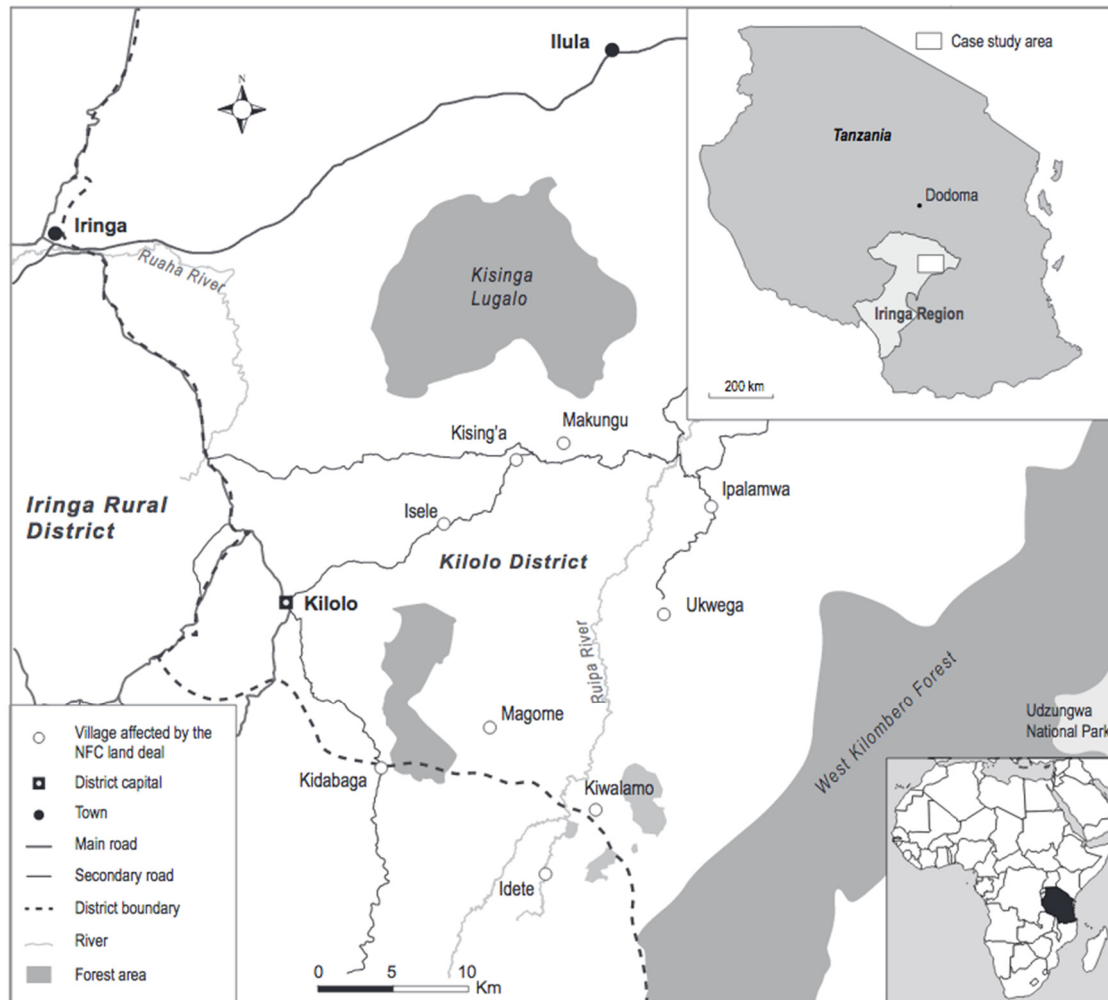 Ilula
N
Iringa
Ruaha River
Kisinga
Lugalo
Case study area
Tanzania
Dodoma
Iringa Region
200 km
Makungu
Kising'a
Iringa Rural
District
Isele
Ipalamwa
Kilolo District
Kilolo
Ukwega
Ruipa River
Magome
West Kilombero Forest
Udzungwa
National Park
Kidabaga
Kiwalamo
Idete
Village affected by the
NFC land deal
District capital
Town
Main road
Secondary road
District boundary
River
Forest area
0 5 10
Km